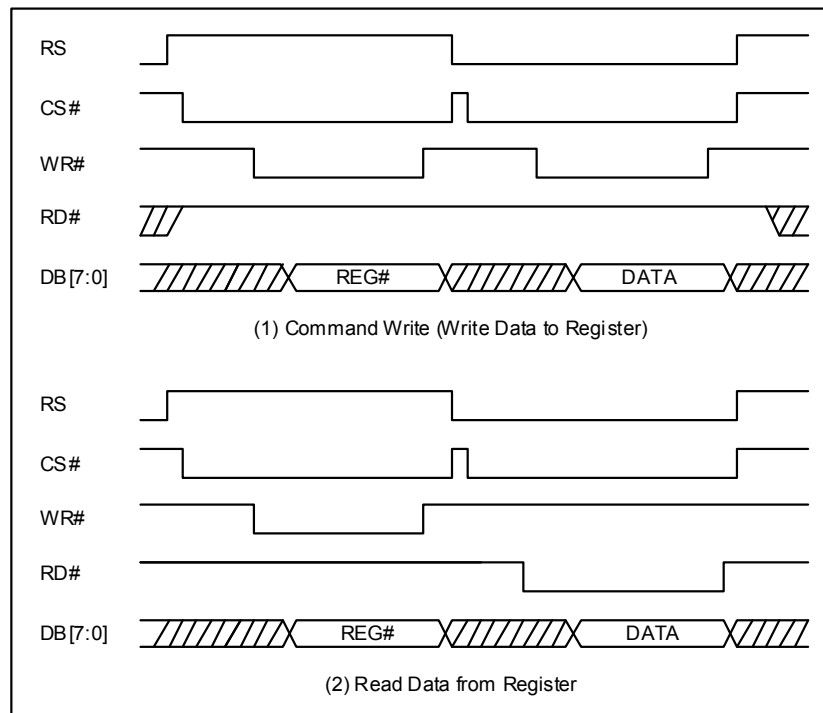 RS
CS#
WR#
RD#
DB[7:0] REG# DATA
(1) Command Write (Write Data to Register)
RS
CS#
WR#
RD#
DB[7:0] REG# DATA
(2) Read Data from Register